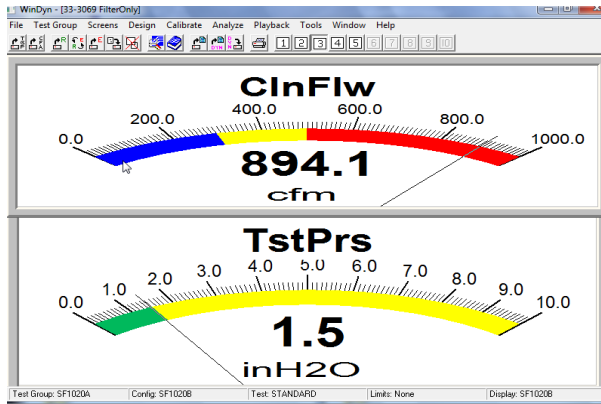 WinDyn - [33-3069 FilterOnly]
File Test Group Screens Design Calibrate Analyze Playback Tools Window Help
1 2 3 4 5 6 7 8 9 10
ClnFlw
0.0 200.0 400.0 600.0 800.0 1000.0
894.1
cfm
TstPrs
0.0 1.0 2.0 3.0 4.0 5.0 6.0 7.0 8.0 9.0 10.0
1.5
inH2O
Test Group: SF1020A Config: SF1020B Test: STANDARD Limits: None Display: SF1020B